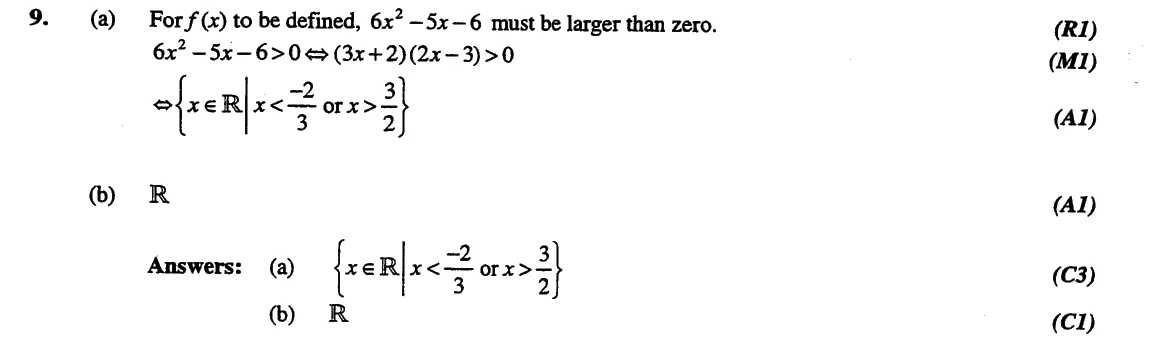 9. (a) For f (x) to be defined, 6x² – 5x – 6 must be larger than zero. (R1)
6x² – 5x – 6 > 0 ⇔ (3x + 2)(2x – 3) > 0 (M1)
⇔ {x ∈ ℝ | x < −2/3 or x > 3/2} (A1)
(b) ℝ (A1)
Answers: (a) {x ∈ ℝ | x < −2/3 or x > 3/2} (C3)
(b) ℝ (C1)